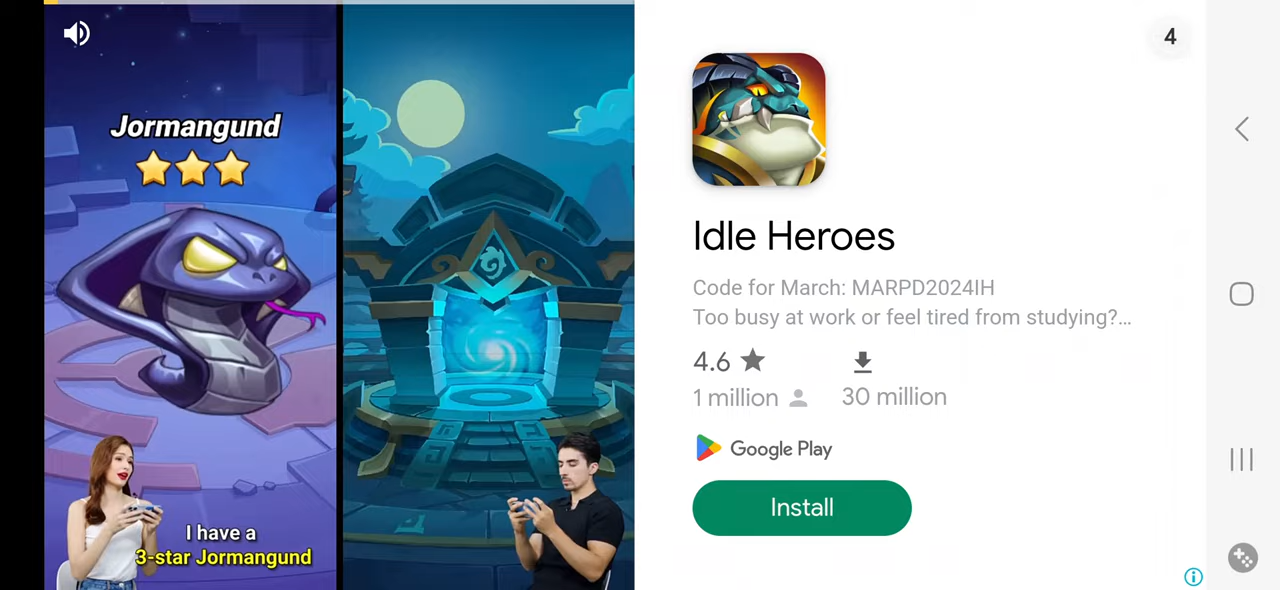 Jormangund
I have a
3-star Jormangund
4
Idle Heroes
Code for March: MARPD2024IH
Too busy at work or feel tired from studying?...
4.6
1 million
30 million
Google Play
Install